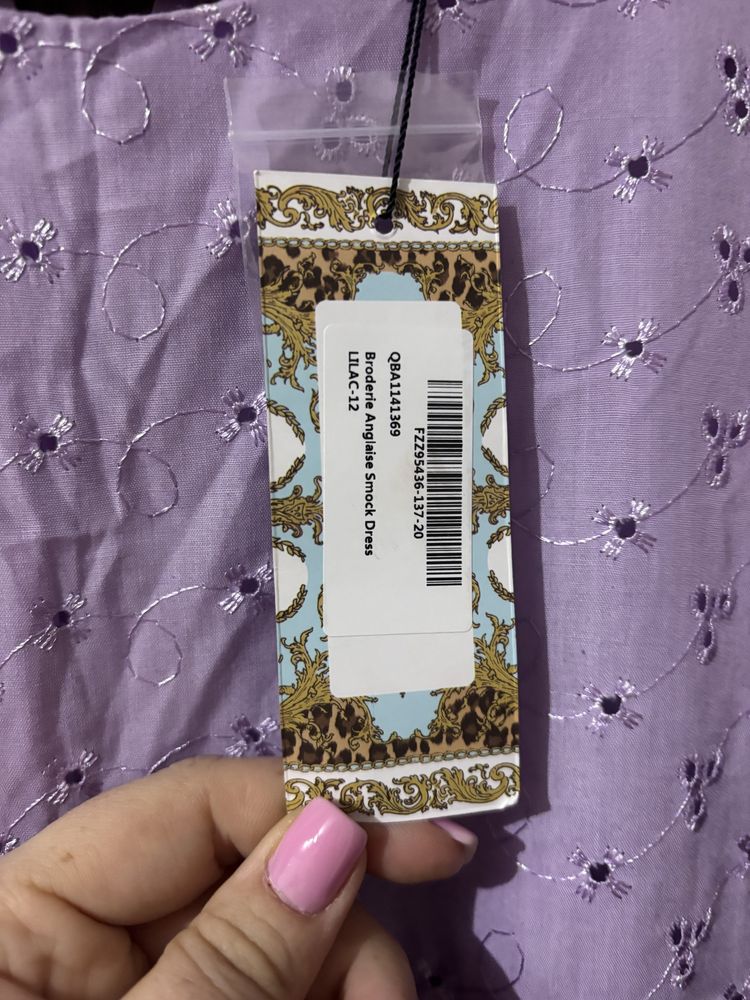 FZZ95436-137-20
QBA1141369
Broderie Anglaise Smock Dress
LILAC-12